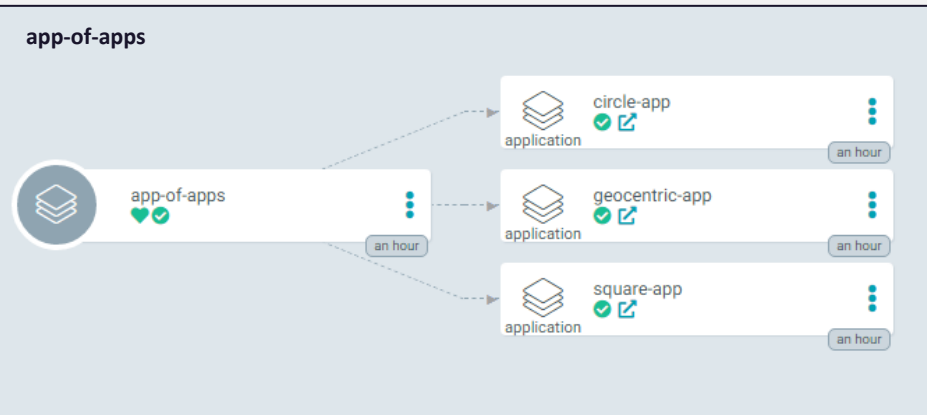 app-of-apps
circle-app
application
an hour
app-of-apps
an hour
geocentric-app
application
an hour
square-app
application
an hour